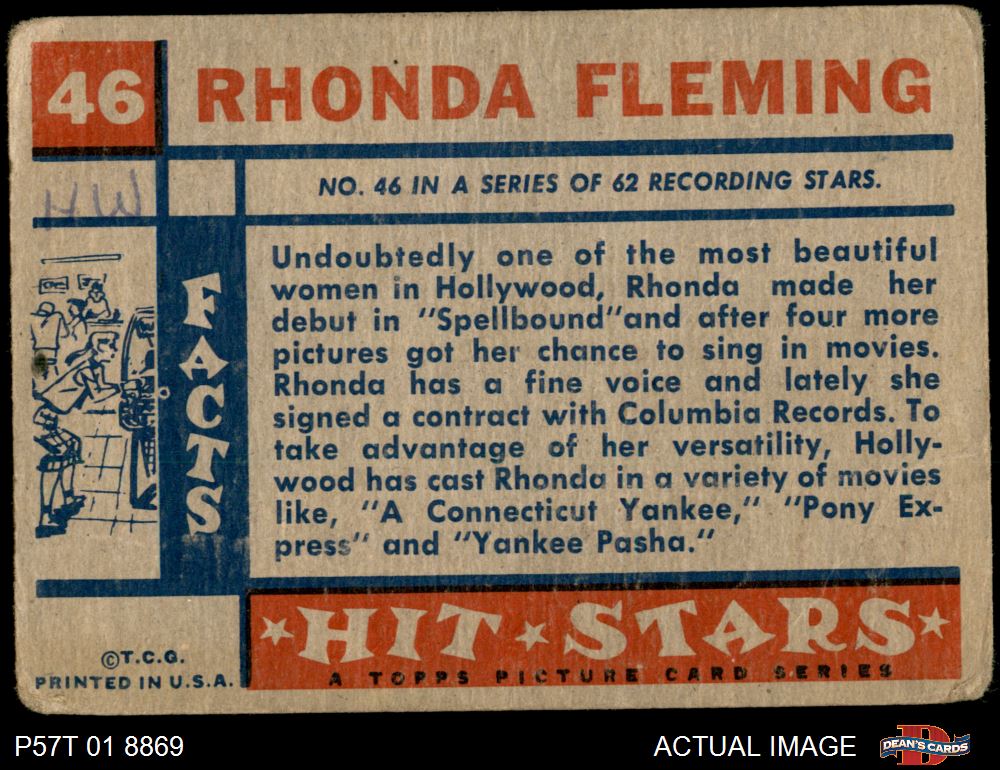 46 RHONDA FLEMING
NO. 46 IN A SERIES OF 62 RECORDING STARS.
HW
FACTS
Undoubtedly one of the most beautiful
women in Hollywood, Rhonda made her
debut in "Spellbound"and after four more
pictures got her chance to sing in movies.
Rhonda has a fine voice and lately she
signed a contract with Columbia Records. To
take advantage of her versatility, Holly-
wood has cast Rhonda in a variety of movies
like, "A Connecticut Yankee," "Pony Ex-
press" and "Yankee Pasha."
HIT STARS
A TOPPS PICTURE CARD SERIES
©T.C.G.
PRINTED IN U.S.A.
P57T 01 8869
ACTUAL IMAGE
DEAN'S CARDS